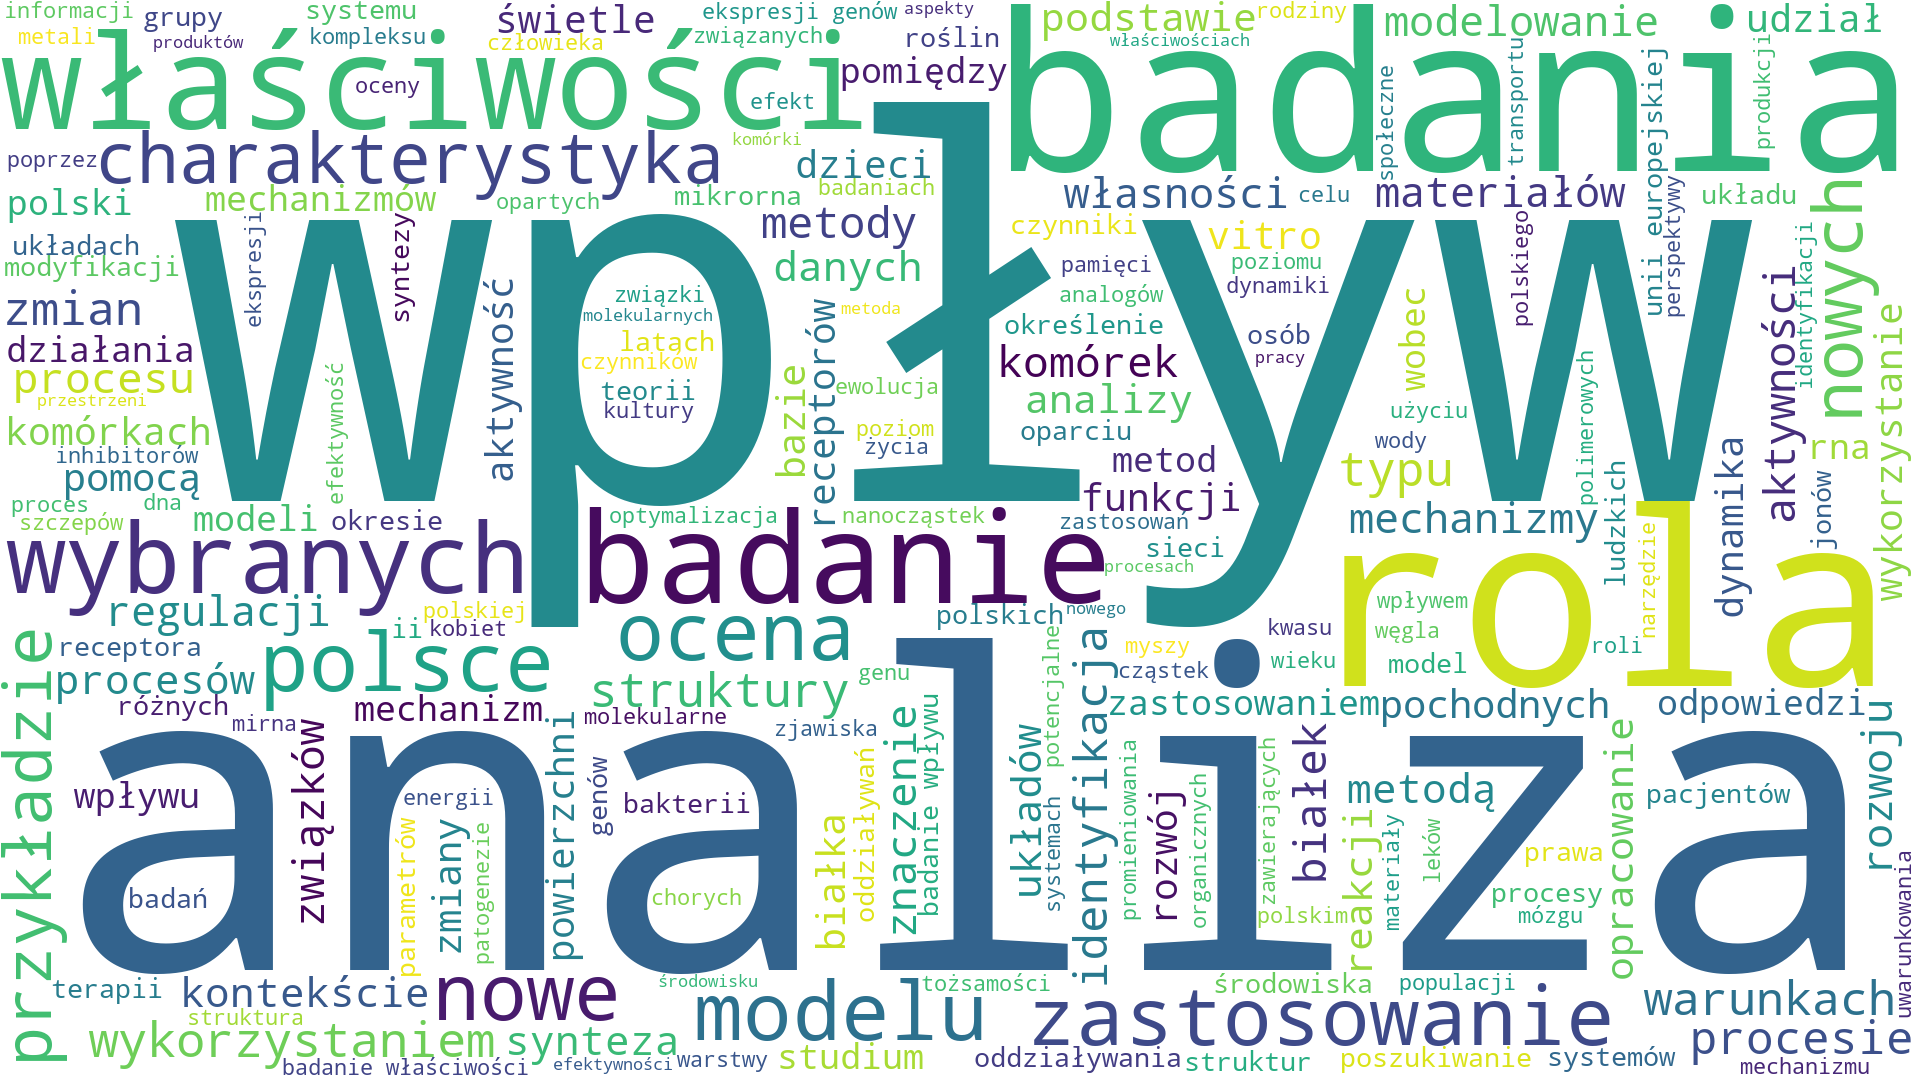 informacji
grupy
systemu
świetle
ekspresji genów
aspekty
podstawie
rodziny
modelowanie
udział
metali
produktów
kompleksu
człowieka
związanych
roślin
właściwościach
właściwości
badania
oceny
efekt
pomiędzy
społeczne
transportu
unii europejskiej
produkcji
poprzez
charakterystyka
komórki
dzieci
własności
celu
materiałów
perspektywy
układu
polski
mechanizmów
opartych
mikrorna
badaniach
metody
czynniki
vitro
nowych
układach
modyfikacji
ekspresji
syntezy
danych
pamięci
poziomu
polskiego
identyfikacji
wpływ
zmian
aktywność
związki
molekularnych
receptorów
metoda
analogów
dynamiki
wobec
aktywności
wykorzystanie
działania
latach
czynników
określenie
osób
pracy
komórek
procesu
przestrzeni
efektywność
teorii
kultury
bazie
ewolucja
analizy
użyciu
polimerowych
komórkach
inhibitorów
poziom
życia
oparciu
wody
rna
pomocą
metod
typu
ludzkich
dynamika
jonów
proces
dna
szczepów
modeli
okresie
optymalizacja
nanocząstek
funkcji
zastosowań
mechanizmy
narzędzie
wybranych
badanie
sieci
procesach
rola
regulacji
polskiej
polskich
nowego
wpływem
przykładzie
ii
kobiet
ocena
potencjalne
identyfikacja
kwasu
węgla
roli
receptora
polsce
genu
myszy
cząstek
wieku
model
procesów
struktury
różnych
mirna
mechanizm
molekularne
zjawiska
zastosowaniem
pochodnych
odpowiedzi
rozwoju
analiza
związków
powierzchni
znaczenie
badanie wpływu
układów
systemach
promieniowania
białek
opracowanie
wpływu
energii
genów
bakterii
oddziaływań
rozwój
organicznych
zawierających
metodą
pacjentów
parametrów
zmiany
patogenezie
białka
reakcji
materiały
leków
prawa
badań
chorych
polskim
procesy
mózgu
uwarunkowania
terapii
kontekście
nowe
środowisku
tożsamości
środowiska
populacji
warunkach
struktura
modelu
zastosowanie
wykorzystaniem
synteza
procesie
badanie właściwości
efektywności
warstwy
studium
oddziaływania
struktur
poszukiwanie
systemów
mechanizmu